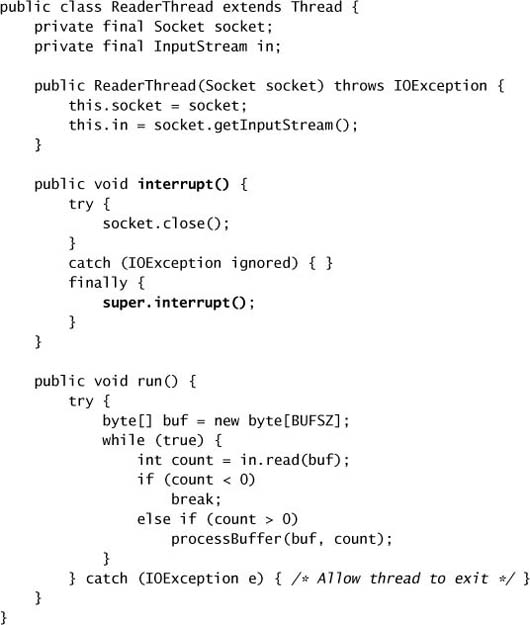 public class ReaderThread extends Thread {
    private final Socket socket;
    private final InputStream in;

    public ReaderThread(Socket socket) throws IOException {
        this.socket = socket;
        this.in = socket.getInputStream();
    }

    public void interrupt() {
        try {
            socket.close();
        }
        catch (IOException ignored) { }
        finally {
            super.interrupt();
        }
    }

    public void run() {
        try {
            byte[] buf = new byte[BUFSZ];
            while (true) {
                int count = in.read(buf);
                if (count < 0)
                    break;
                else if (count > 0)
                    processBuffer(buf, count);
            }
        } catch (IOException e) { /* Allow thread to exit */ }
    }
}